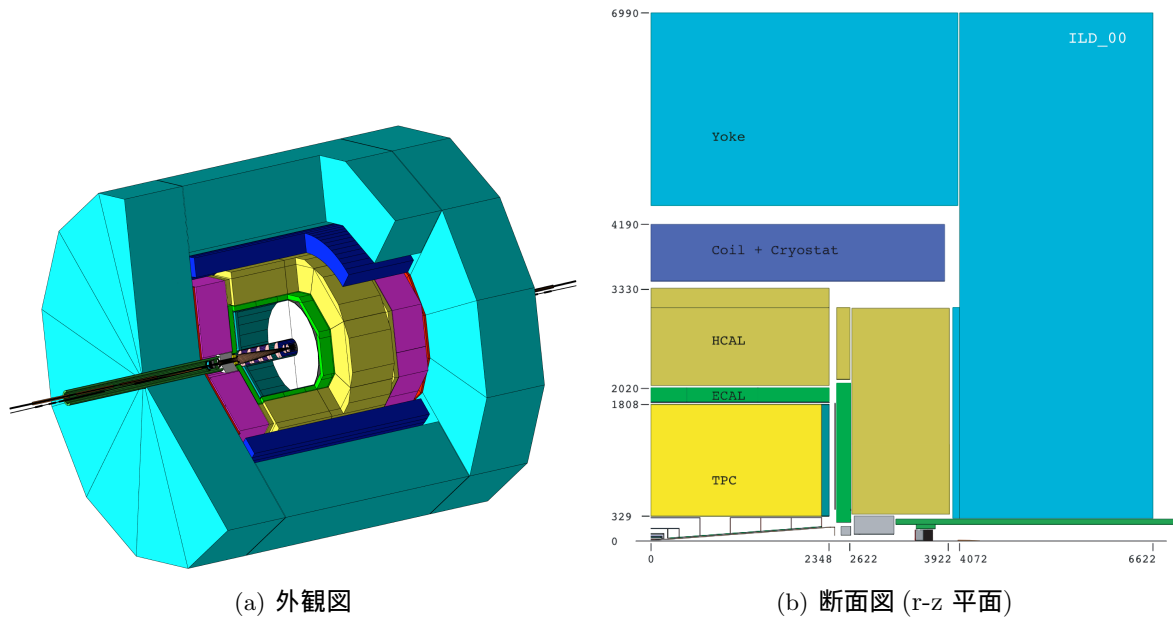 6990
ILD_00
Yoke
4190
Coil + Cryostat
3330
HCAL
2020
ECAL
1808
TPC
329
0
0 2348 2622 3922 4072 6622
(a) 外観図
(b) 断面図 (r-z 平面)